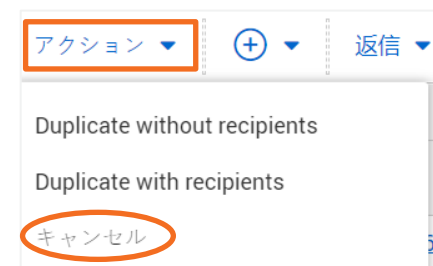 アクション 返信
Duplicate without recipients
Duplicate with recipients
キャンセル